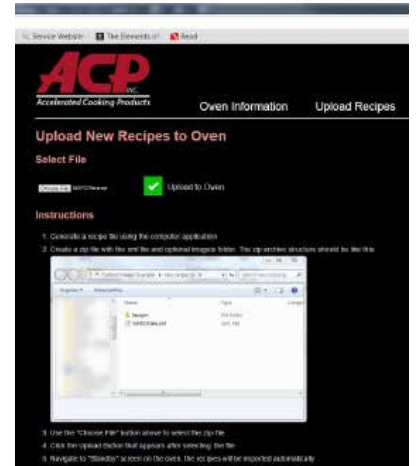 Service Website
The Elements of
Read
ACP
INC.
Accelerated Cooking Products
Oven Information
Upload Recipes
Upload New Recipes to Oven
Select File
Choose File
Upload to Oven
Instructions
1. Generate a recipe file using the computer application
2. Create a zip file with the xml file and optional images folder. The zip archive structure should be like this
Organize
Name
Type
Images
File folder
3. Use the "Choose File" button above to select the zip file
4. Click the Upload Button that appears after selecting the file
5. Navigate to "Standby" screen on the oven, the recipes will be imported automatically